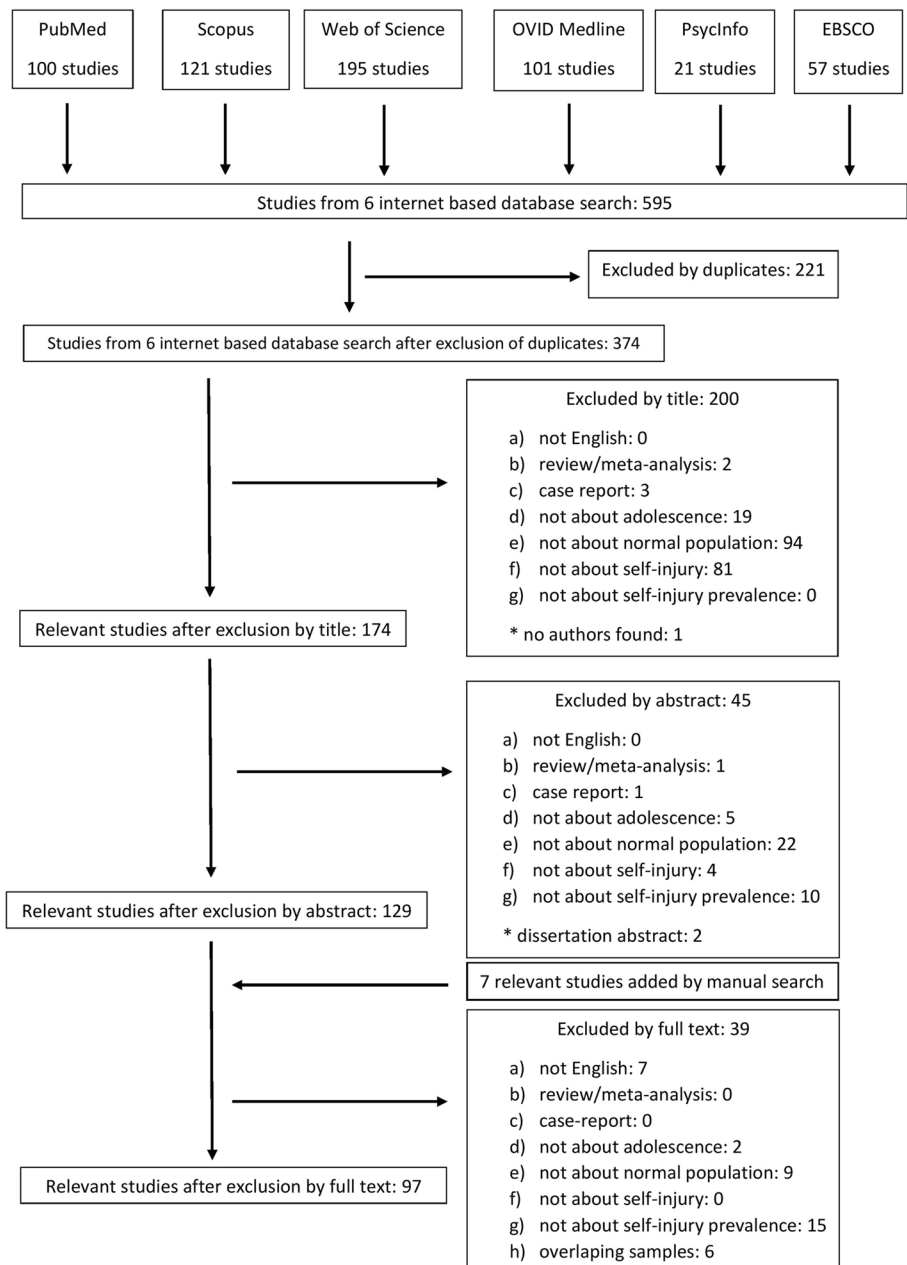 PubMed
100 studies
Scopus
121 studies
Web of Science
195 studies
OVID Medline
101 studies
PsycInfo
21 studies
EBSCO
57 studies
Studies from 6 internet based database search: 595
Excluded by duplicates: 221
Studies from 6 internet based database search after exclusion of duplicates: 374
Excluded by title: 200
a) not English: 0
b) review/meta-analysis: 2
c) case report: 3
d) not about adolescence: 19
e) not about normal population: 94
f) not about self-injury: 81
g) not about self-injury prevalence: 0
* no authors found: 1
Relevant studies after exclusion by title: 174
Excluded by abstract: 45
a) not English: 0
b) review/meta-analysis: 1
c) case report: 1
d) not about adolescence: 5
e) not about normal population: 22
f) not about self-injury: 4
g) not about self-injury prevalence: 10
* dissertation abstract: 2
Relevant studies after exclusion by abstract: 129
7 relevant studies added by manual search
Excluded by full text: 39
a) not English: 7
b) review/meta-analysis: 0
c) case-report: 0
d) not about adolescence: 2
e) not about normal population: 9
f) not about self-injury: 0
g) not about self-injury prevalence: 15
h) overlaping samples: 6
Relevant studies after exclusion by full text: 97